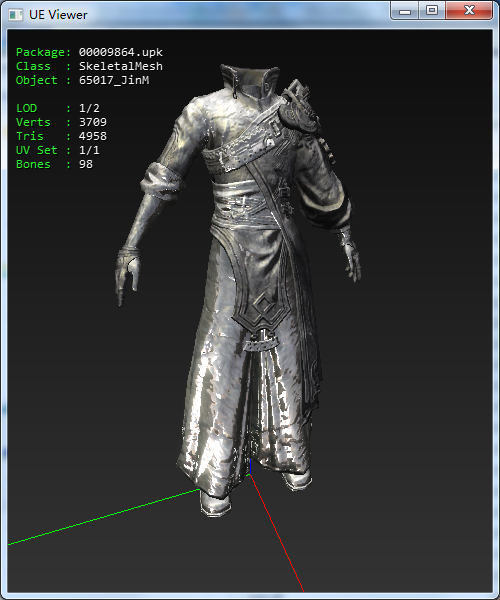 UE Viewer
Package: 00009864.upk
Class : SkeletalMesh
Object : 65017_JinM
LOD : 1/2
Verts : 3709
Tris : 4958
UV Set : 1/1
Bones : 98